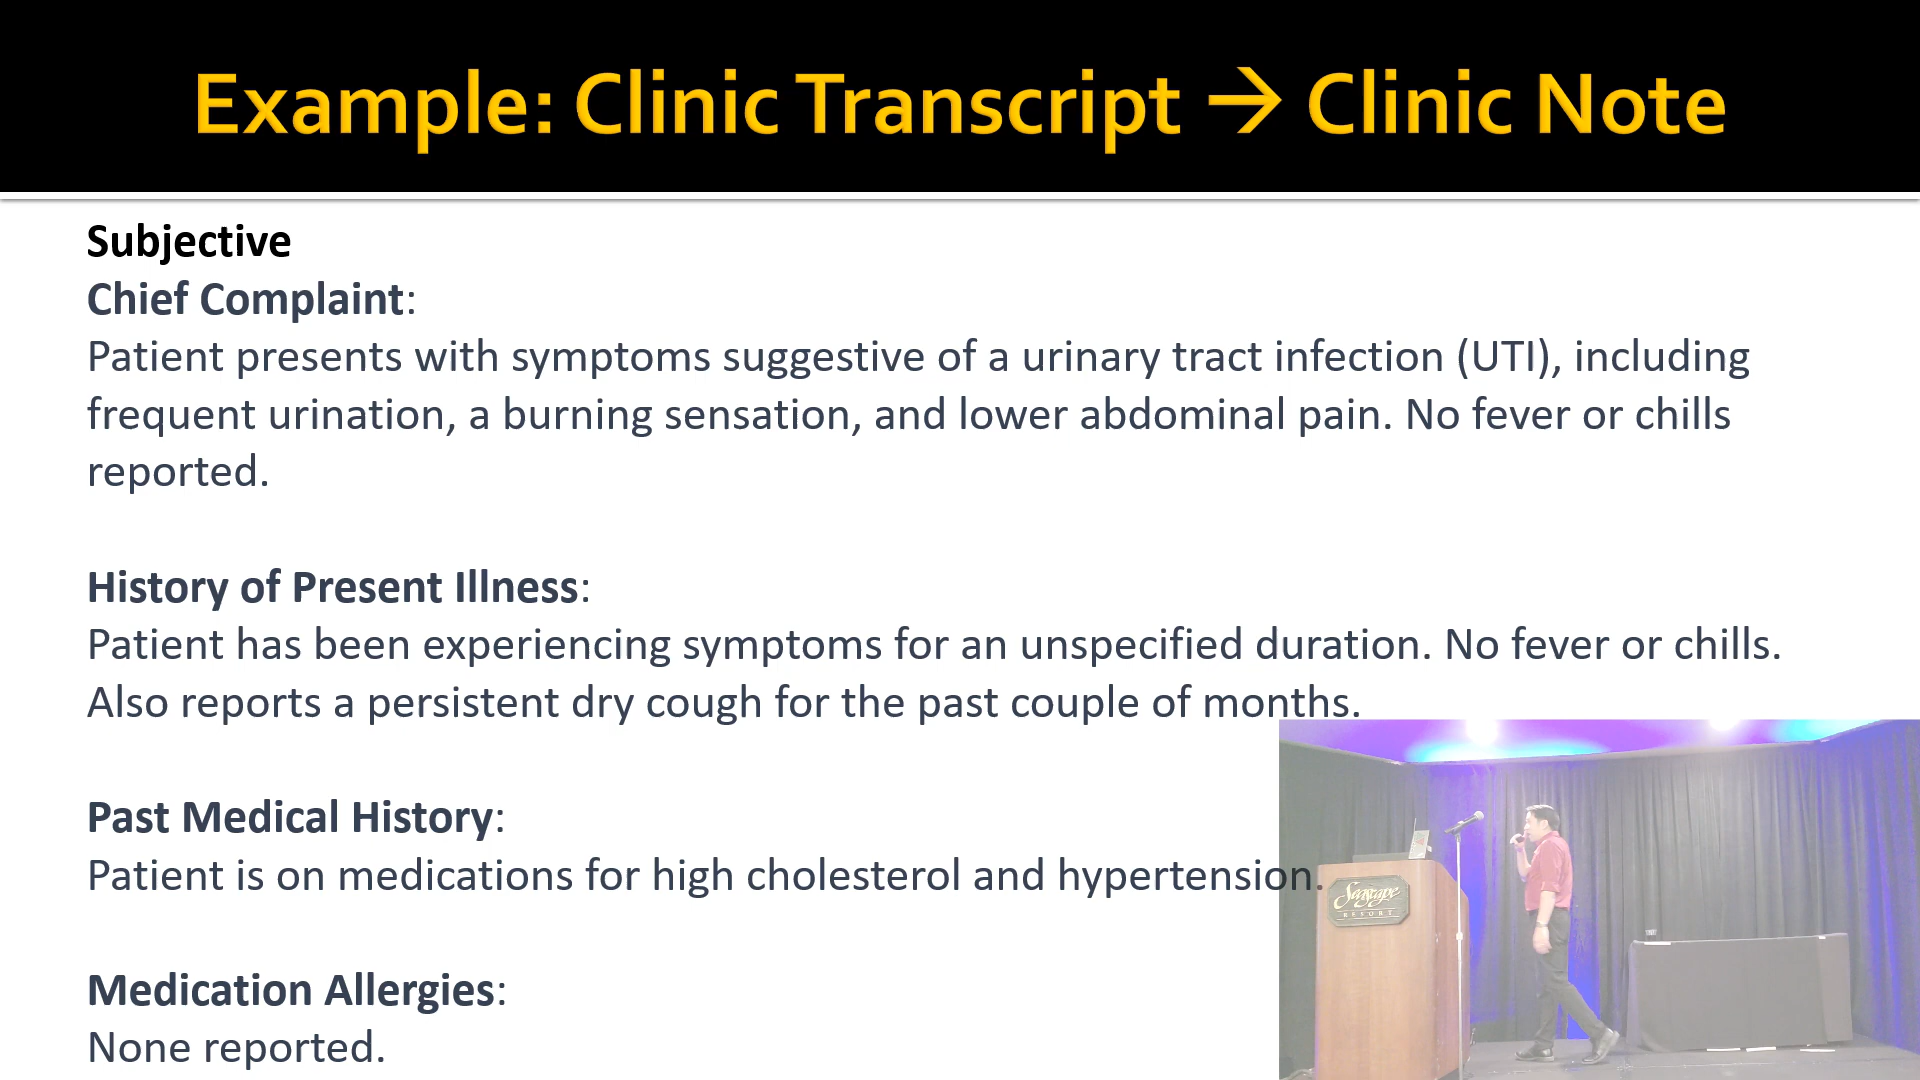 Example: Clinic Transcript → Clinic Note
Subjective
Chief Complaint:
Patient presents with symptoms suggestive of a urinary tract infection (UTI), including
frequent urination, a burning sensation, and lower abdominal pain. No fever or chills
reported.
History of Present Illness:
Patient has been experiencing symptoms for an unspecified duration. No fever or chills.
Also reports a persistent dry cough for the past couple of months.
Past Medical History:
Patient is on medications for high cholesterol and hypertension.
Medication Allergies:
None reported.
Seascape
RESORT